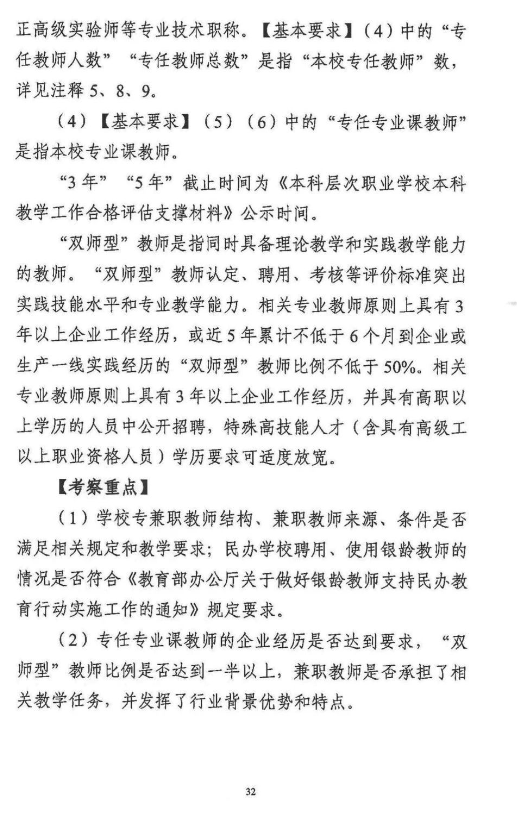 正高级实验师等专业技术职称。【基本要求】（4）中的“专
任教师人数”“专任教师总数”是指“本校专任教师”数，
详见注释 5、8、9。
（4）【基本要求】（5）（6）中的“专任专业课教师”
是指本校专业课教师。
“3 年”“5 年”截止时间为《本科层次职业学校本科
教学工作合格评估支撑材料》公示时间。
“双师型”教师是指同时具备理论教学和实践教学能力
的教师。“双师型”教师认定、聘用、考核等评价标准突出
实践技能水平和专业教学能力。相关专业教师原则上具有 3
年以上企业工作经历，或近 5 年累计不低于 6 个月到企业或
生产一线实践经历的“双师型”教师比例不低于 50%。相关
专业教师原则上具有 3 年以上企业工作经历，并具有高职以
上学历的人员中公开招聘，特殊高技能人才（含具有高级工
以上职业资格人员）学历要求可适度放宽。
【考察重点】
（1）学校专兼职教师结构、兼职教师来源、条件是否
满足相关规定和教学要求；民办学校聘用、使用银龄教师的
情况是否符合《教育部办公厅关于做好银龄教师支持民办教
育行动实施工作的通知》规定要求。
（2）专任专业课教师的企业经历是否达到要求，“双
师型”教师比例是否达到一半以上，兼职教师是否承担了相
关教学任务，并发挥了行业背景优势和特点。
32